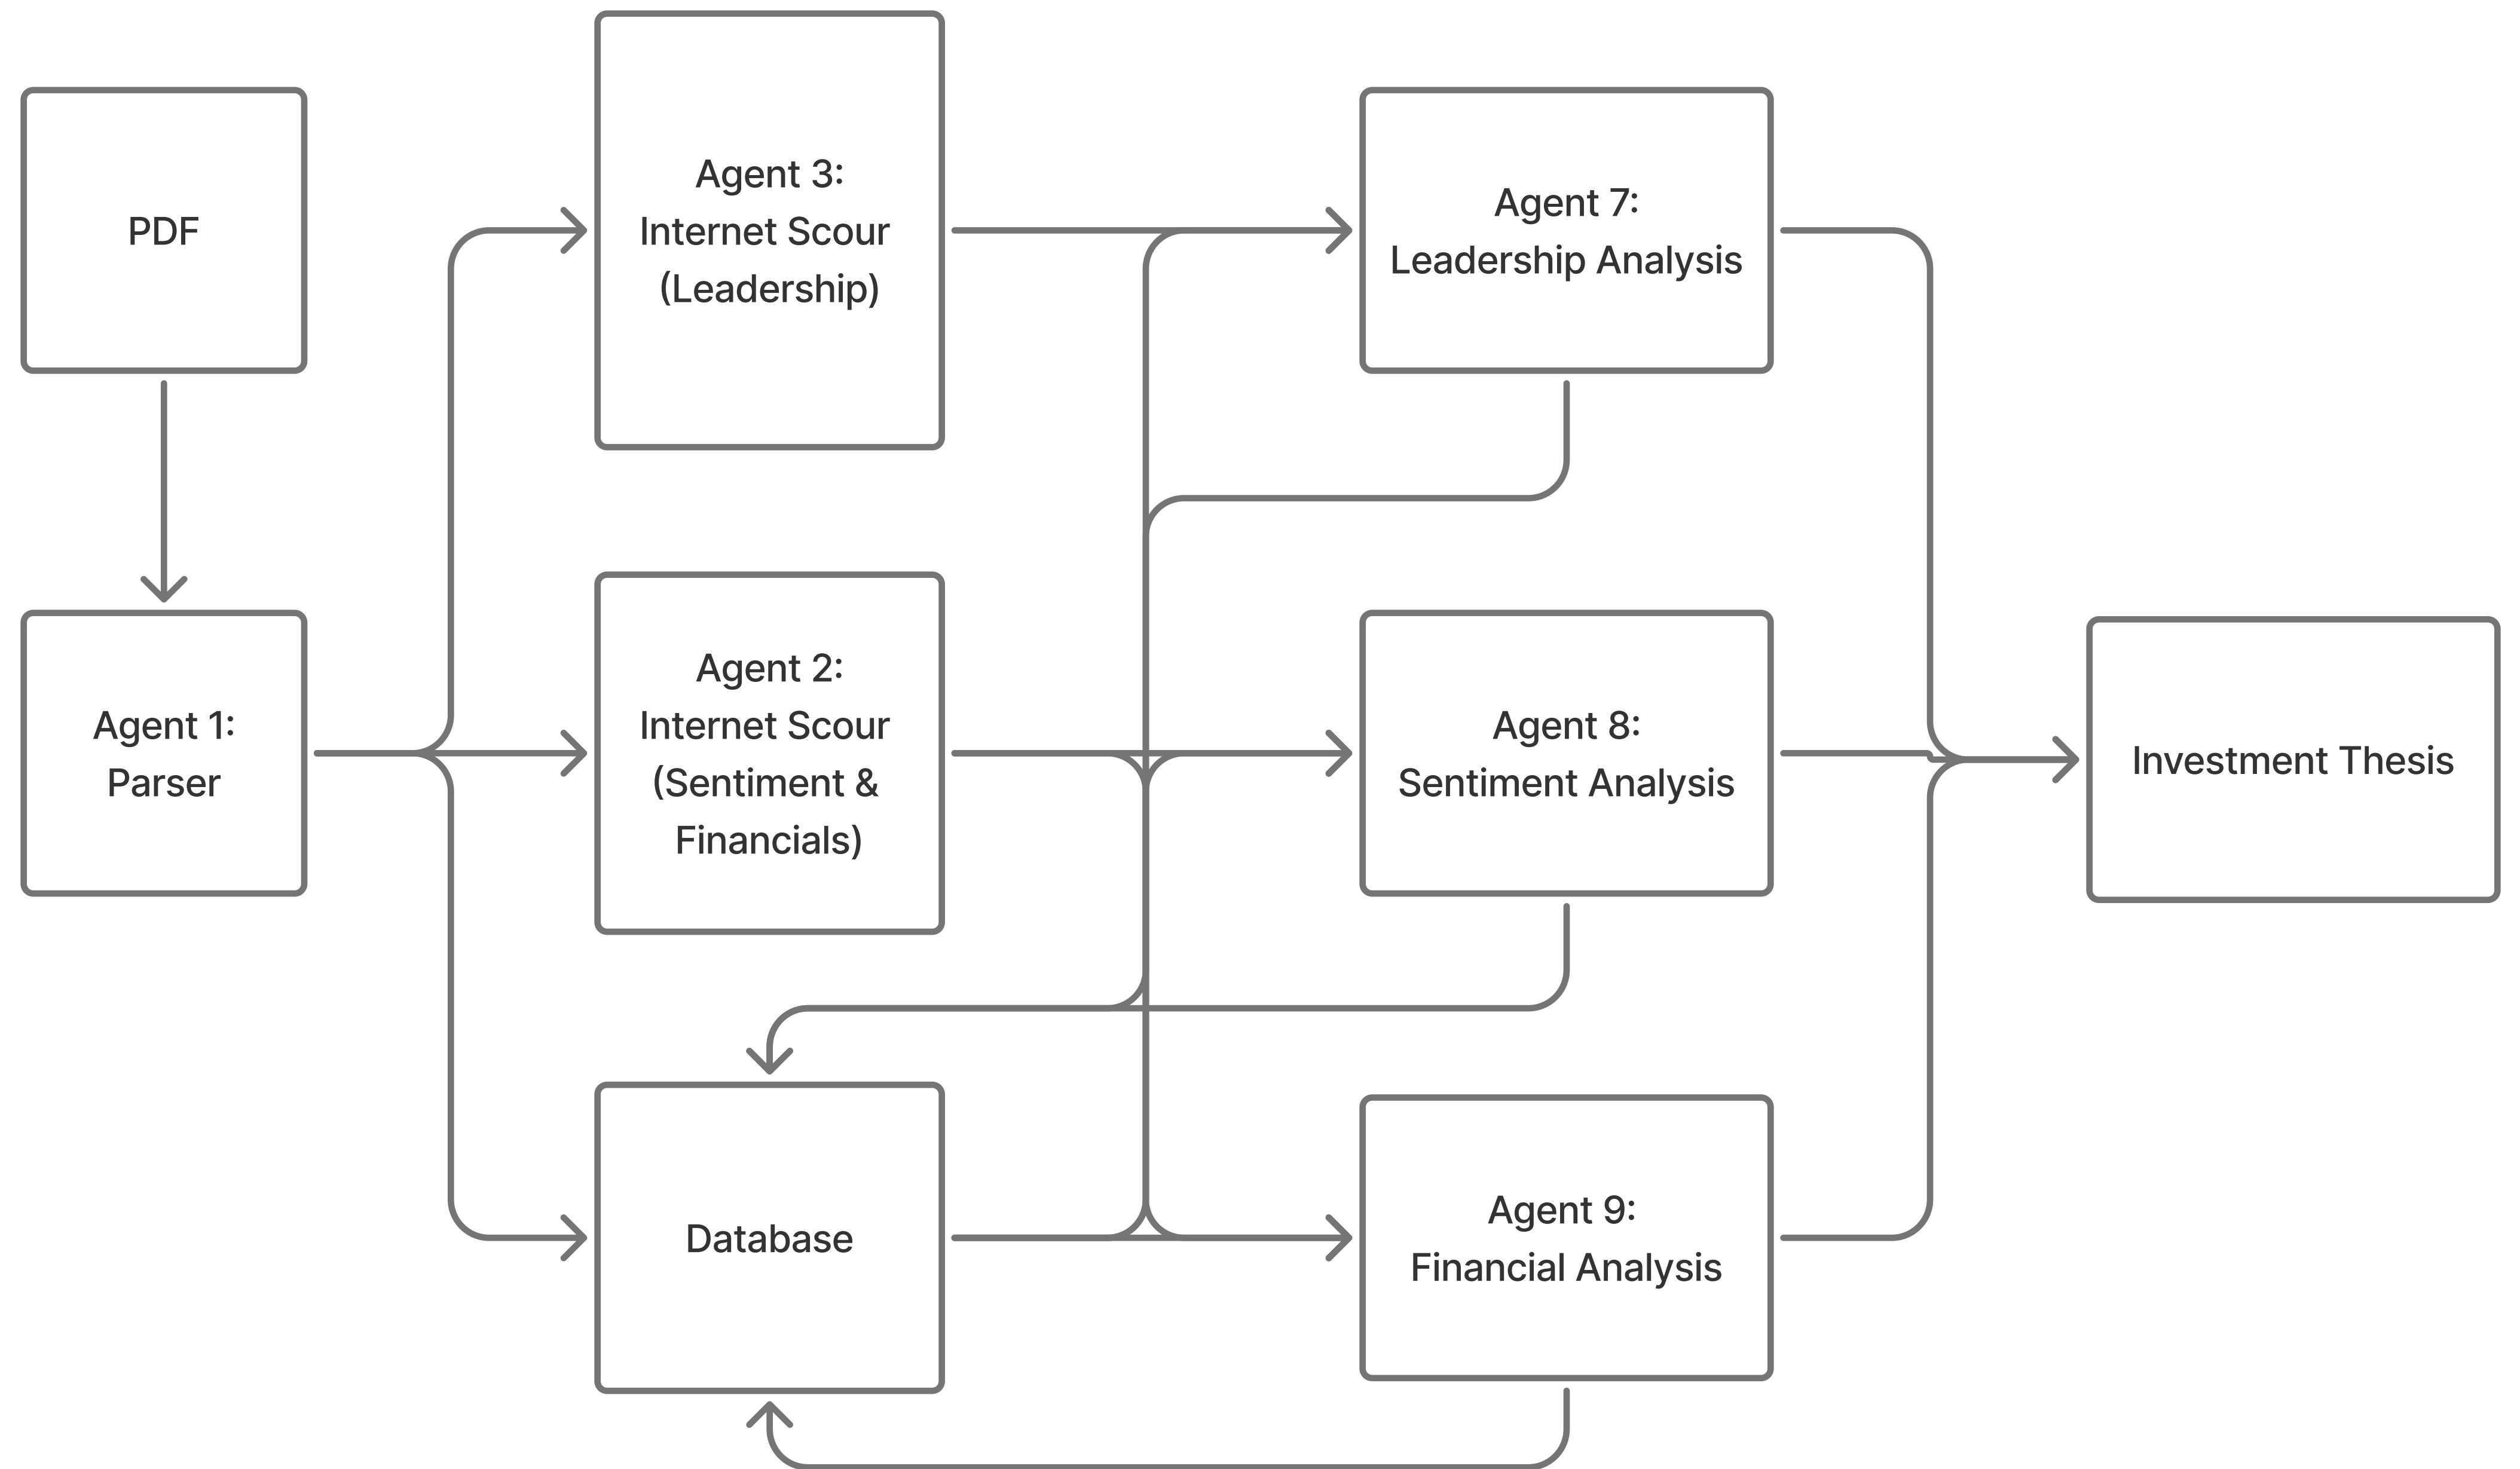 PDF
Agent 1:
Parser
Agent 3:
Internet Scour
(Leadership)
Agent 2:
Internet Scour
(Sentiment &
Financials)
Database
Agent 7:
Leadership Analysis
Agent 8:
Sentiment Analysis
Agent 9:
Financial Analysis
Investment Thesis